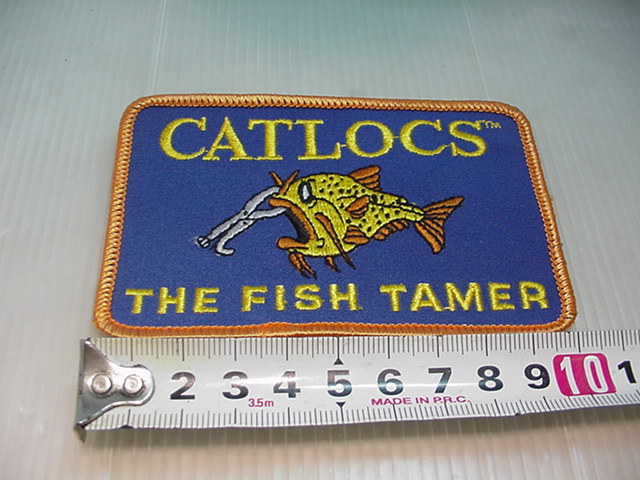 CATLOCS™
THE FISH TAMER
2 3 4 5 6 7 8 9 10 1
3.5m MADE IN P.R.C.